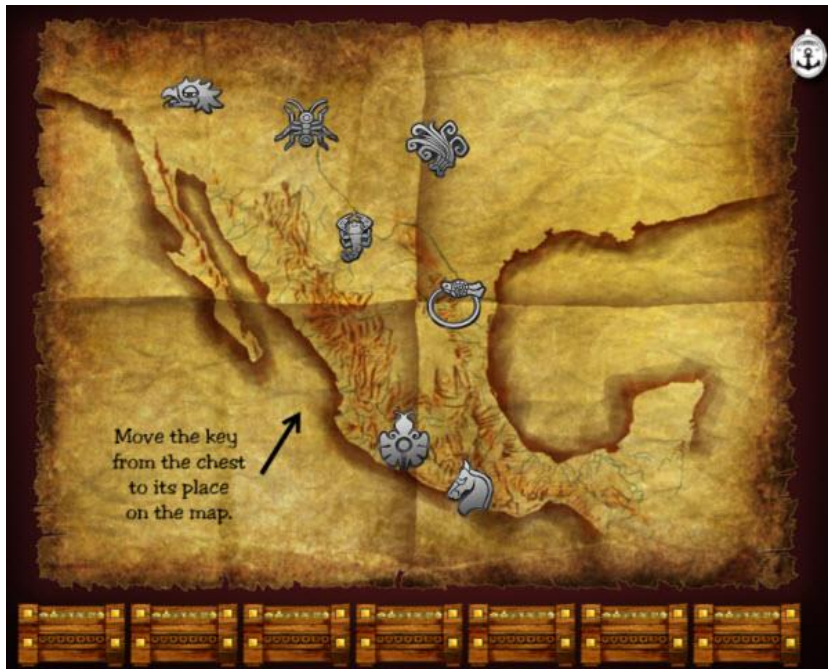 Move the key
from the chest
to its place
on the map.